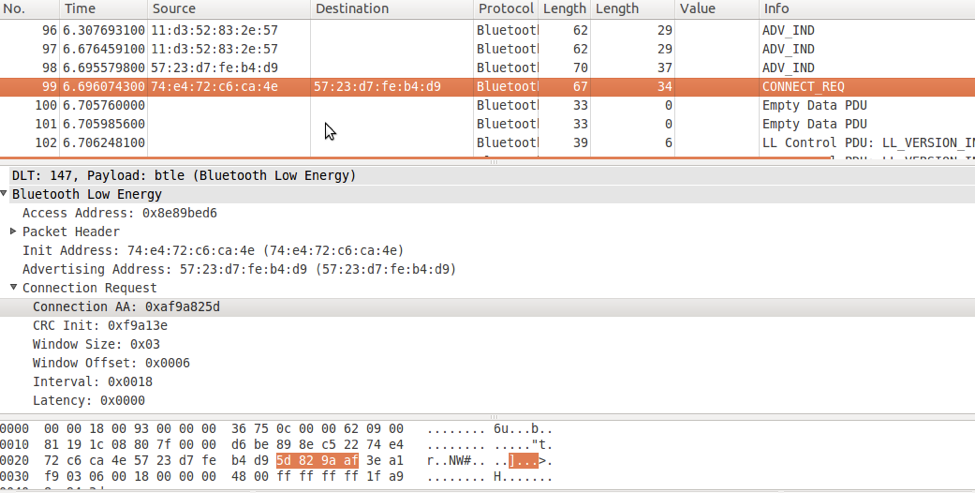 No. Time Source Destination Protocol Length Length Value Info
96 6.307693100 11:d3:52:83:2e:57 Bluetootl 62 29 ADV_IND
97 6.676459100 11:d3:52:83:2e:57 Bluetootl 62 29 ADV_IND
98 6.695579800 57:23:d7:fe:b4:d9 Bluetootl 70 37 ADV_IND
99 6.696074300 74:e4:72:c6:ca:4e 57:23:d7:fe:b4:d9 Bluetootl 67 34 CONNECT_REQ
100 6.705760000 Bluetootl 33 0 Empty Data PDU
101 6.705985600 Bluetootl 33 0 Empty Data PDU
102 6.706248100 Bluetootl 39 6 LL Control PDU: LL_VERSION_IN
DLT: 147, Payload: btle (Bluetooth Low Energy)
Bluetooth Low Energy
Access Address: 0x8e89bed6
Packet Header
Init Address: 74:e4:72:c6:ca:4e (74:e4:72:c6:ca:4e)
Advertising Address: 57:23:d7:fe:b4:d9 (57:23:d7:fe:b4:d9)
Connection Request
Connection AA: 0xaf9a825d
CRC Init: 0xf9a13e
Window Size: 0x03
Window Offset: 0x0006
Interval: 0x0018
Latency: 0x0000
0000 00 00 18 00 93 00 00 00 36 75 0c 00 00 62 09 00 ........ 6u...b..
0010 81 19 1c 08 80 7f 00 00 d6 be 89 8e c5 22 74 e4 ........ ....."t.
0020 72 c6 ca 4e 57 23 d7 fe b4 d9 5d 82 9a af 3e a1 r..NW#.. ..]...>.
0030 f9 03 06 00 18 00 00 00 48 00 ff ff ff ff 1f a9 ........ H.......